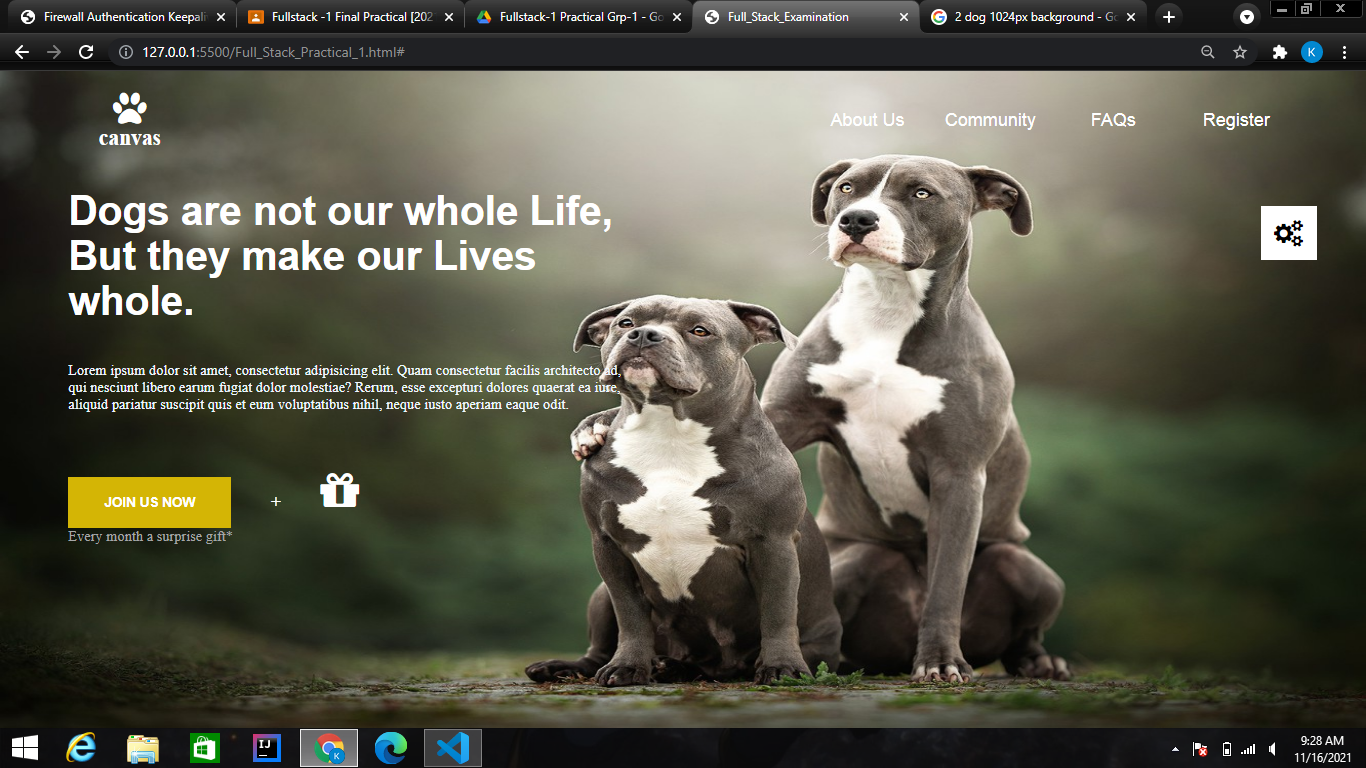 Firewall Authentication Keepali
Fullstack -1 Final Practical [202
Fullstack-1 Practical Grp-1 - Go
Full_Stack_Examination
2 dog 1024px background - Go
127.0.0.1:5500/Full_Stack_Practical_1.html#
K
canvas
About Us
Community
FAQs
Register
Dogs are not our whole Life,
But they make our Lives
whole.
Lorem ipsum dolor sit amet, consectetur adipisicing elit. Quam consectetur facilis architecto ad,
qui nesciunt libero earum fugiat dolor molestiae? Rerum, esse excepturi dolores quaerat ea iure,
aliquid pariatur suscipit quis et eum voluptatibus nihil, neque iusto aperiam eaque odit.
JOIN US NOW
+
Every month a surprise gift*
IJ
K
9:28 AM
11/16/2021